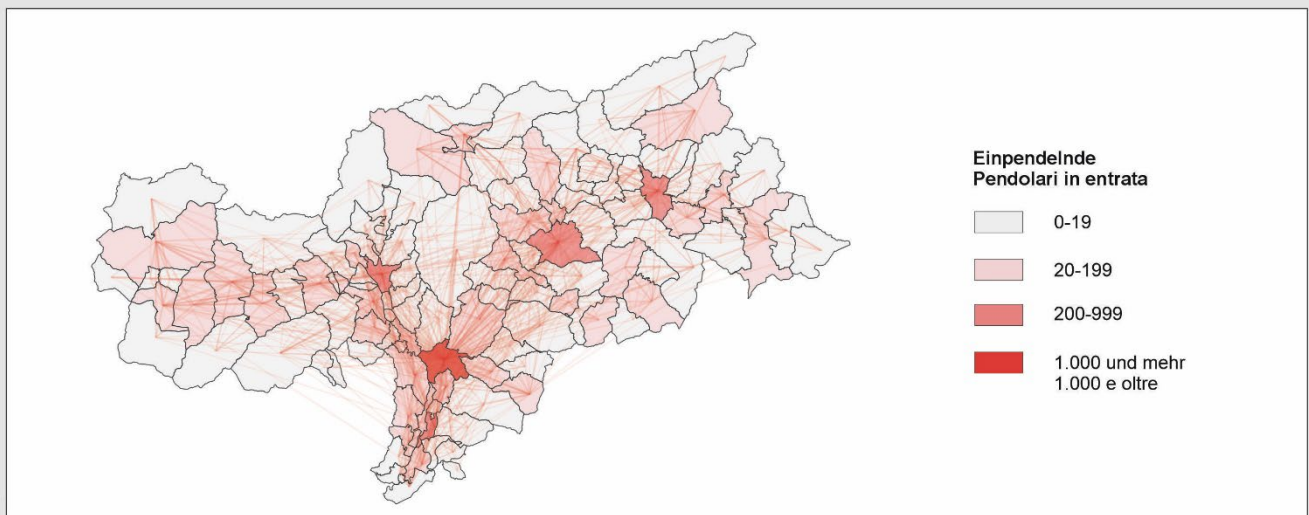 Einpendelnde
Pendolari in entrata
0-19
20-199
200-999
1.000 und mehr
1.000 e oltre